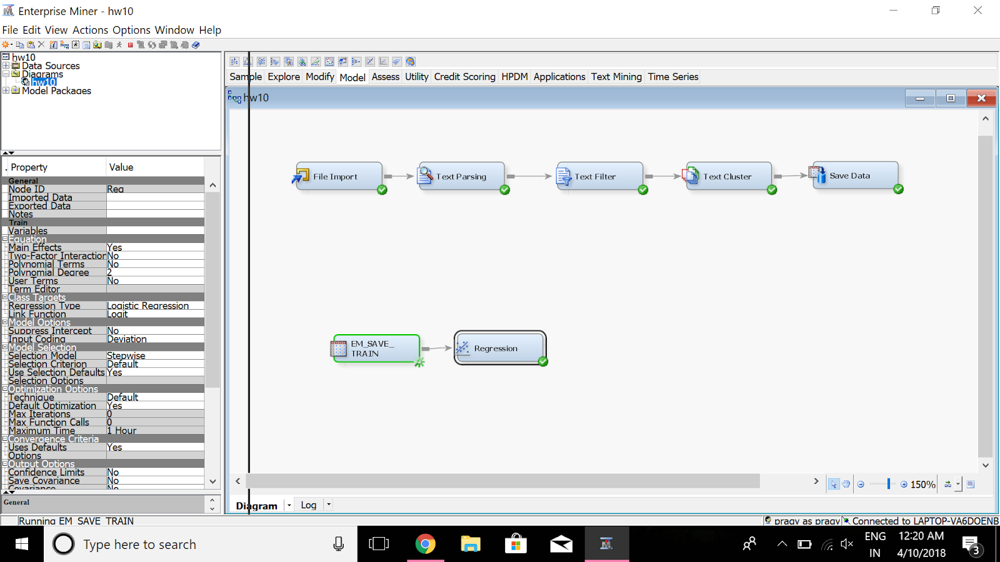 Enterprise Miner - hw10
File Edit View Actions Options Window Help
hw10
Data Sources
Diagrams
hw10
Model Packages
. Property Value
General
Node ID Reg
Imported Data
Exported Data
Notes
Train
Variables
Equation
Main Effects Yes
Two-Factor Interaction No
Polynomial Terms No
Polynomial Degree 2
User Terms No
Term Editor
Class Targets
Regression Type Logistic Regression
Link Function Logit
Model Options
Suppress Intercept No
Input Coding Deviation
Model Selection
Selection Model Stepwise
Selection Criterion Default
Use Selection Defaults Yes
Selection Options
Optimization Options
Technique Default
Default Optimization Yes
Max Iterations 0
Max Function Calls 0
Maximum Time 1 Hour
Convergence Criteria
Uses Defaults Yes
Options
Output Options
Confidence Limits No
Save Covariance No
Covariance No
General
Sample Explore Modify Model Assess Utility Credit Scoring HPDM Applications Text Mining Time Series
hw10
File Import
Text Parsing
Text Filter
Text Cluster
Save Data
EM_SAVE_
TRAIN
Regression
150%
Diagram Log
Running EM_SAVE_TRAIN
pragy as pragy Connected to LAPTOP-VA6DOENB
Type here to search
ENG
IN
12:20 AM
4/10/2018
3